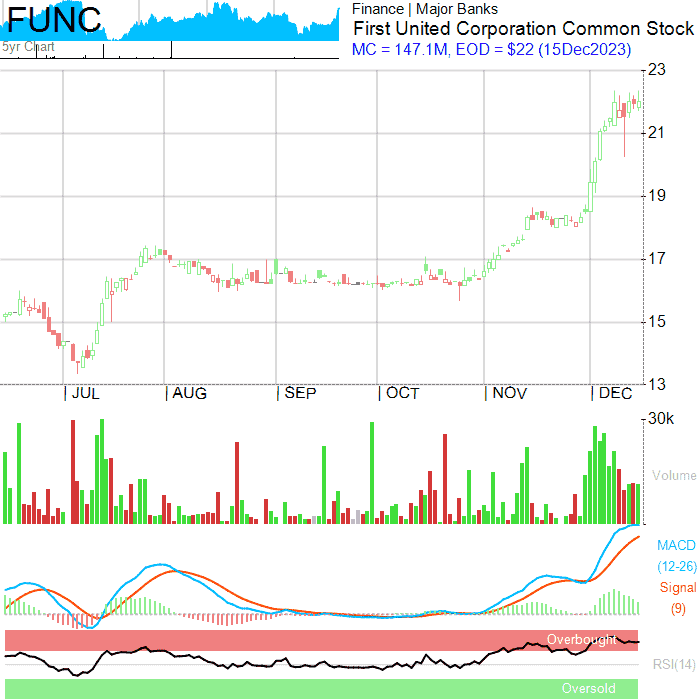 FUNC
Finance | Major Banks
First United Corporation Common Stock
5yr Chart
MC = 147.1M, EOD = $22 (15Dec2023)
23
21
19
17
15
13
| JUL | AUG | SEP | OCT | NOV | DEC
30k
Volume
MACD
(12-26)
Signal
(9)
Overbought
RSI(14)
Oversold